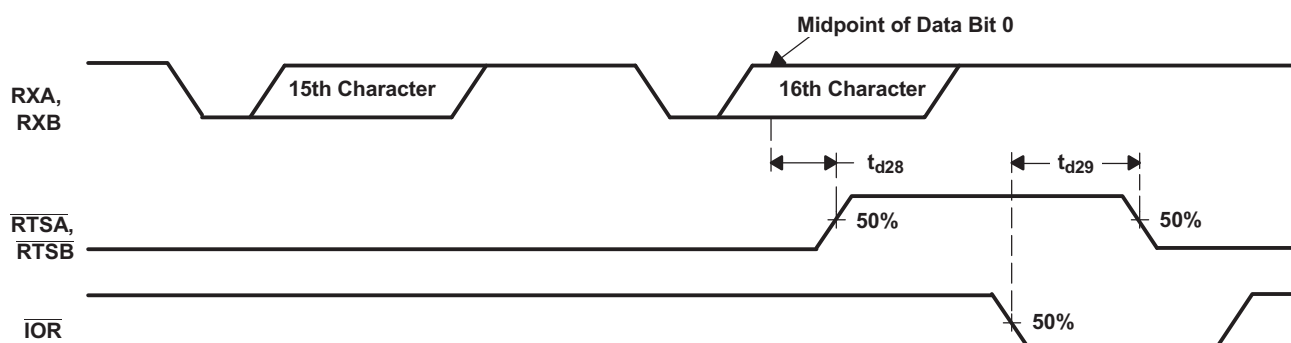 Midpoint of Data Bit 0
RXA,
RXB
15th Character
16th Character
td28
td29
RTSA,
RTSB
50%
50%
IOR
50%